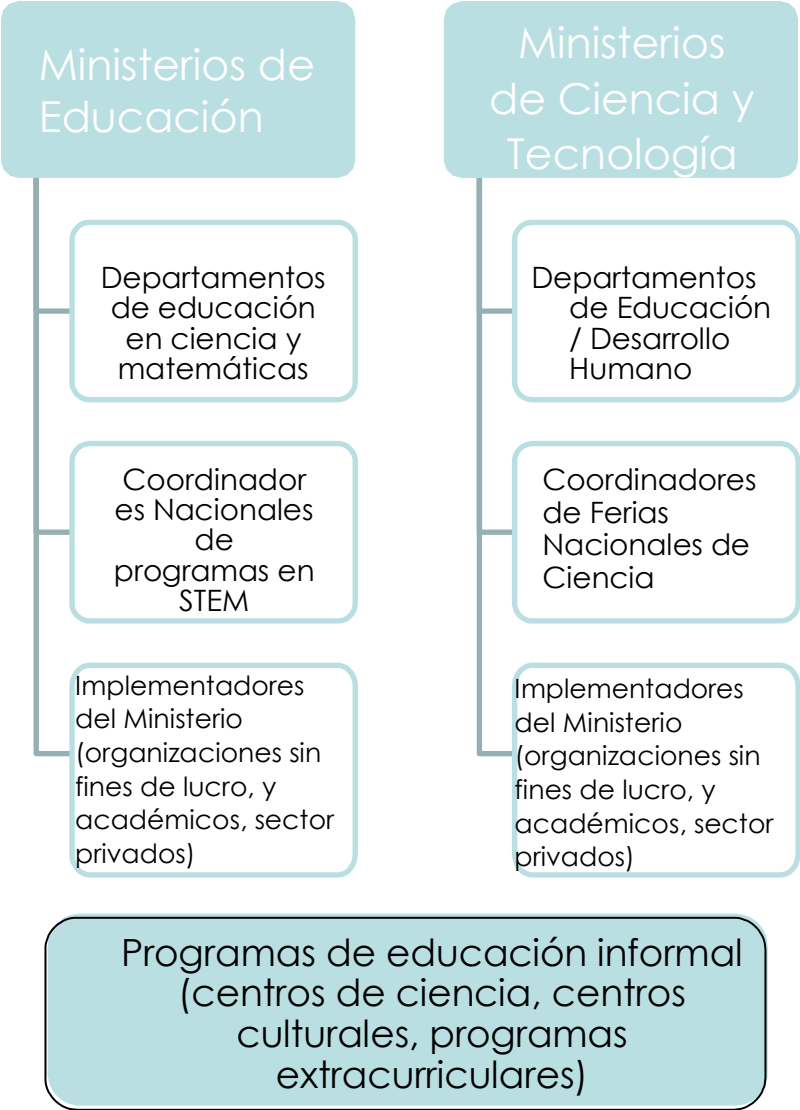 Ministerios de
Educación
Departamentos
de educación
en ciencia y
matemáticas
Coordinador
es Nacionales
de
programas en
STEM
Implementadores
del Ministerio
(organizaciones sin
fines de lucro, y
académicos, sector
privados)
Ministerios
de Ciencia y
Tecnología
Departamentos
de Educación
/ Desarrollo
Humano
Coordinadores
de Ferias
Nacionales de
Ciencia
Implementadores
del Ministerio
(organizaciones sin
fines de lucro, y
académicos, sector
privados)
Programas de educación informal
(centros de ciencia, centros
culturales, programas
extracurriculares)